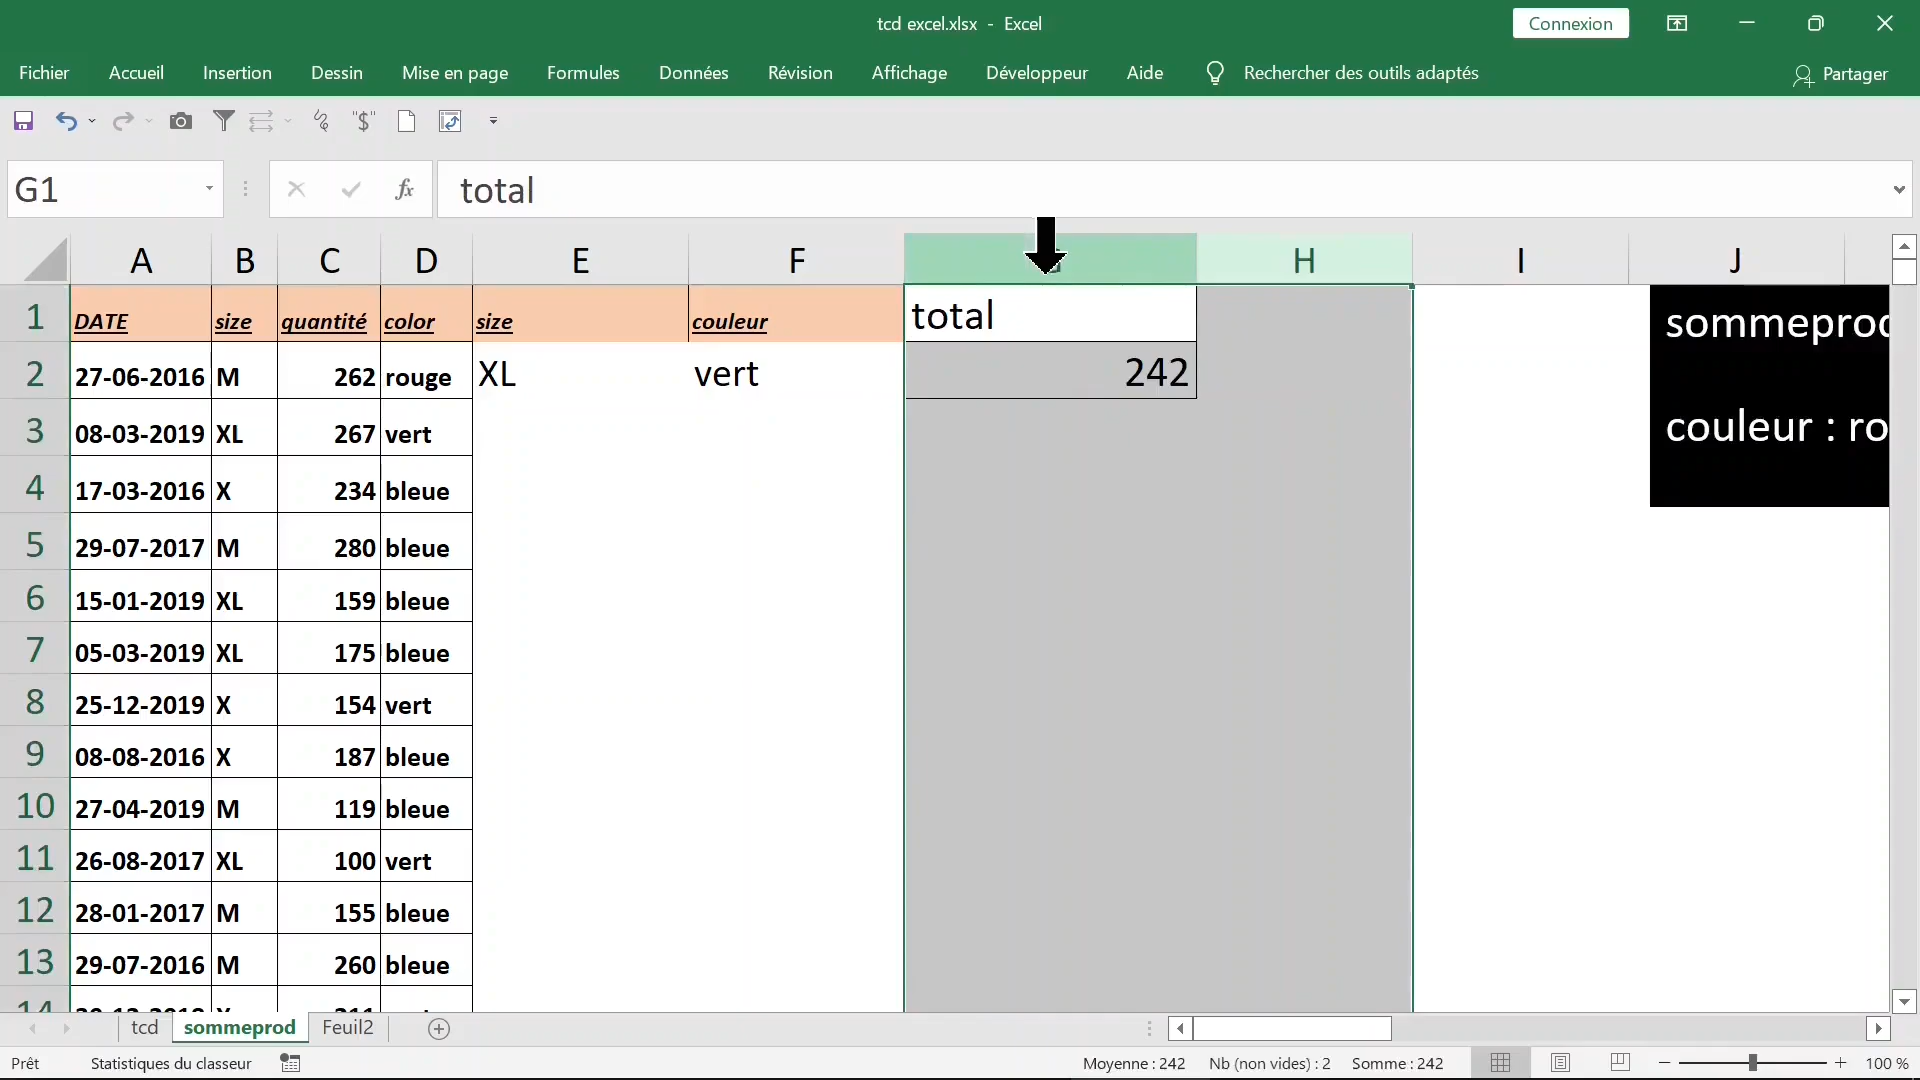 tcd excel.xlsx - Excel
Connexion
Fichier Accueil Insertion Dessin Mise en page Formules Données Révision Affichage Développeur Aide Rechercher des outils adaptés Partager
"$"
G1 fx total
A B C D E F H I J
1 DATE size quantité color size couleur total
2 27-06-2016 M 262 rouge XL vert 242
3 08-03-2019 XL 267 vert
4 17-03-2016 X 234 bleue
5 29-07-2017 M 280 bleue
6 15-01-2019 XL 159 bleue
7 05-03-2019 XL 175 bleue
8 25-12-2019 X 154 vert
9 08-08-2016 X 187 bleue
10 27-04-2019 M 119 bleue
11 26-08-2017 XL 100 vert
12 28-01-2017 M 155 bleue
13 29-07-2016 M 260 bleue
sommeprod
couleur : ro
tcd sommeprod Feuil2
Prêt Statistiques du classeur Moyenne : 242 Nb (non vides) : 2 Somme : 242 100 %